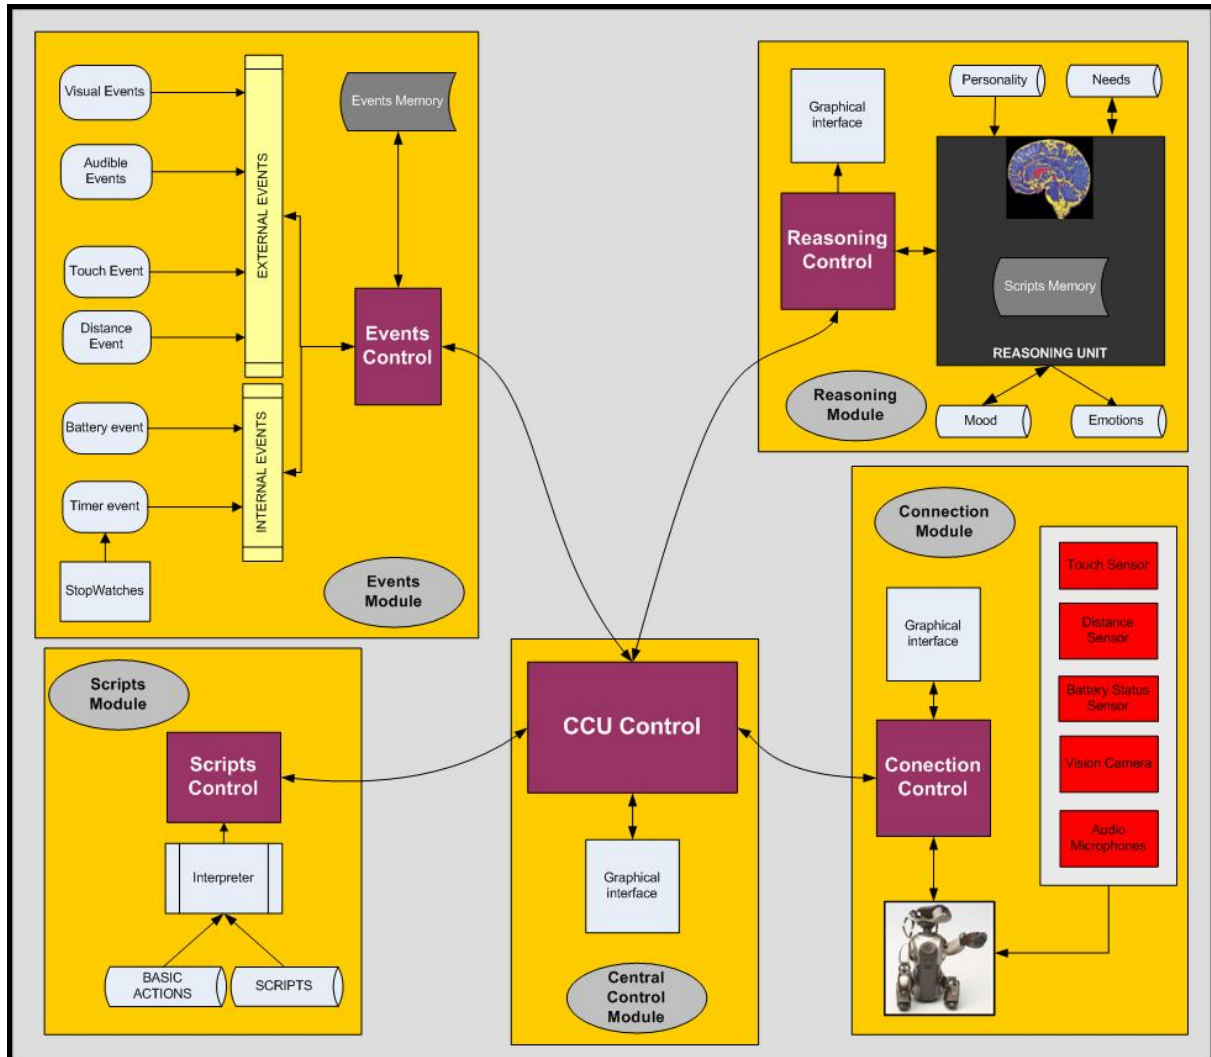 Visual Events
Audible
Events
Touch Event
Distance
Event
Battery event
Timer event
StopWatches
EXTERNAL EVENTS
INTERNAL EVENTS
Events Memory
Events
Control
Events
Module
Graphical
interface
Personality
Needs
Reasoning
Control
Scripts Memory
REASONING UNIT
Reasoning
Module
Mood
Emotions
Scripts
Module
Scripts
Control
Interpreter
BASIC
ACTIONS
SCRIPTS
CCU Control
Graphical
interface
Central
Control
Module
Connection
Module
Graphical
interface
Conection
Control
Touch Sensor
Distance
Sensor
Battery Status
Sensor
Vision Camera
Audio
Microphones